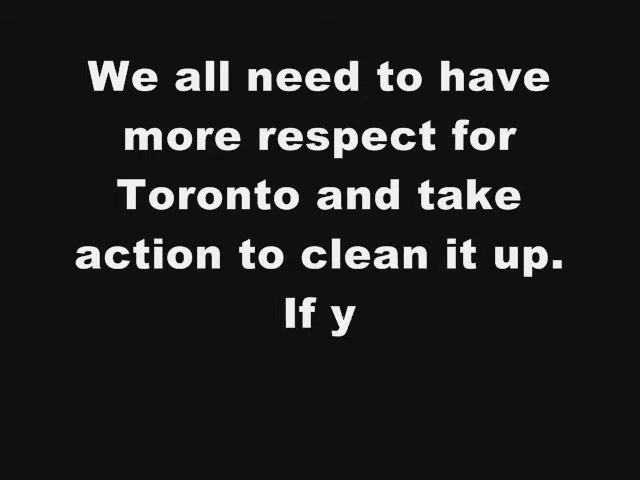 We all need to have
more respect for
Toronto and take
action to clean it up.
If y